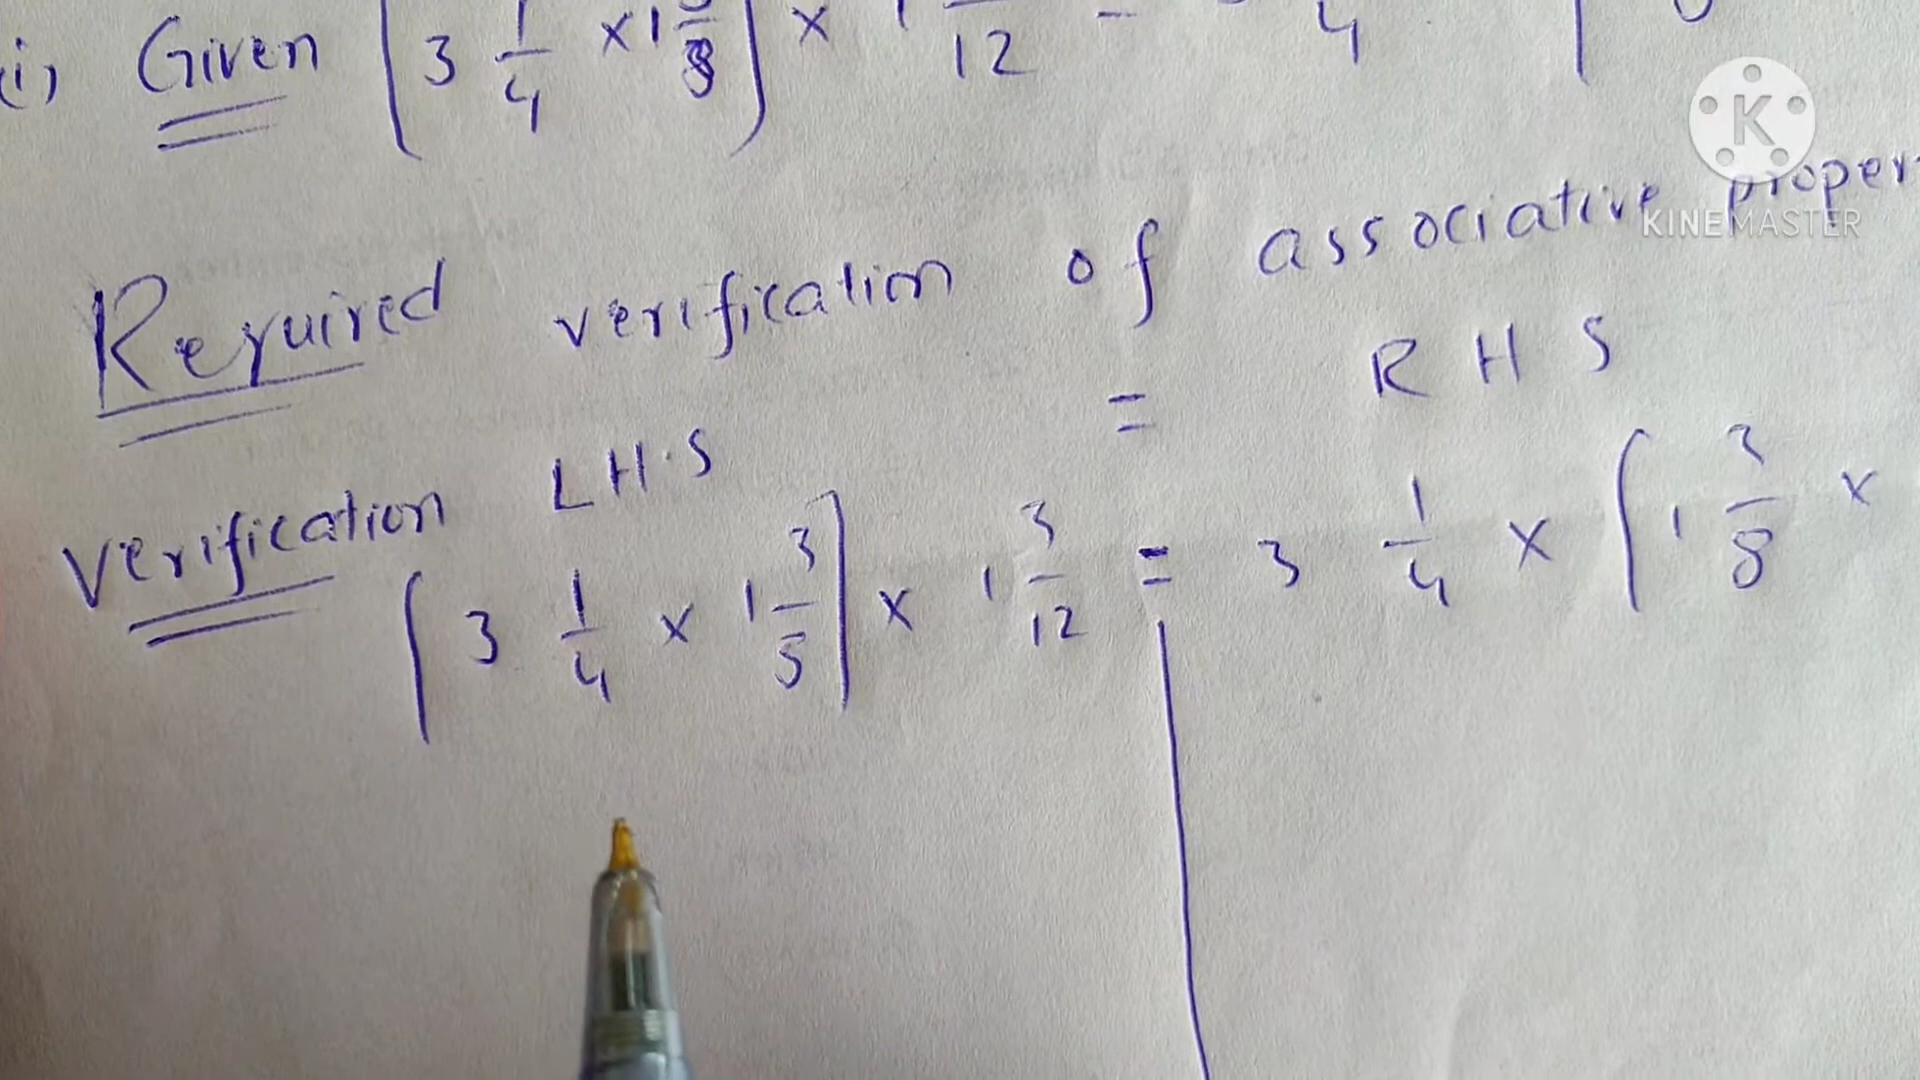 (i) Given [3 1/4 × 1 3/8] × 1 /12 = 4 [
K
KINEMASTER
Required verification of associative proper
LHS = RHS
Verification [3 1/4 × 1 3/5] × 1 3/12 = 3 1/4 × [1 3/8 ×